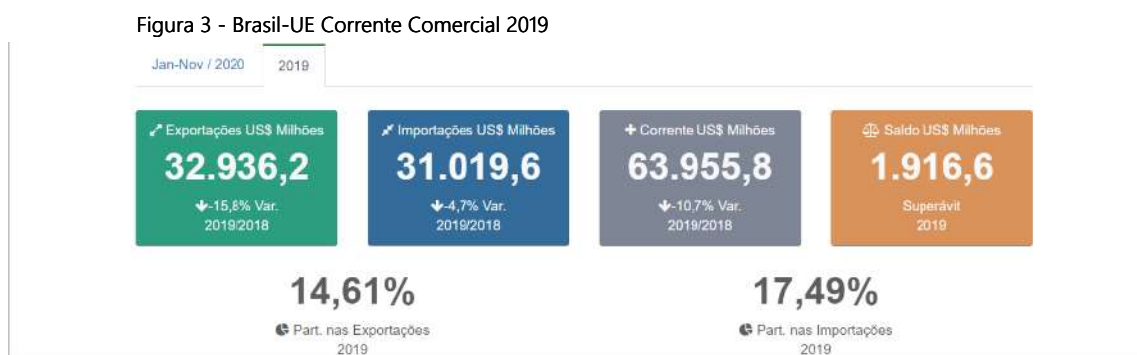 Figura 3 - Brasil-UE Corrente Comercial 2019
Jan-Nov / 2020
2019
Exportações US$ Milhões
32.936,2
-15,8% Var.
2019/2018
Importações US$ Milhões
31.019,6
-4,7% Var.
2019/2018
Corrente US$ Milhões
63.955,8
-10,7% Var.
2019/2018
Saldo US$ Milhões
1.916,6
Superávit
2019
14,61%
Part. nas Exportações
2019
17,49%
Part. nas Importações
2019